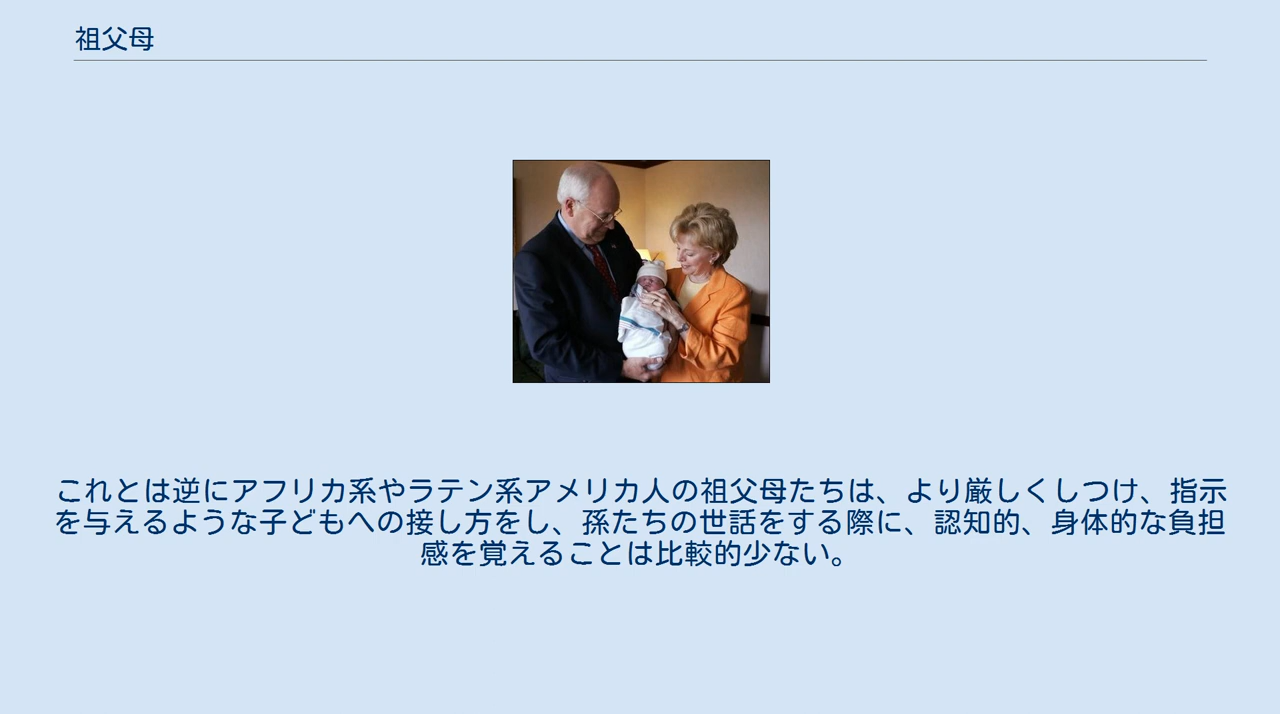 祖父母
これとは逆にアフリカ系やラテン系アメリカ人の祖父母たちは、より厳しくしつけ、指示
を与えるような子どもへの接し方をし、孫たちの世話をする際に、認知的、身体的な負担
感を覚えることは比較的少ない。